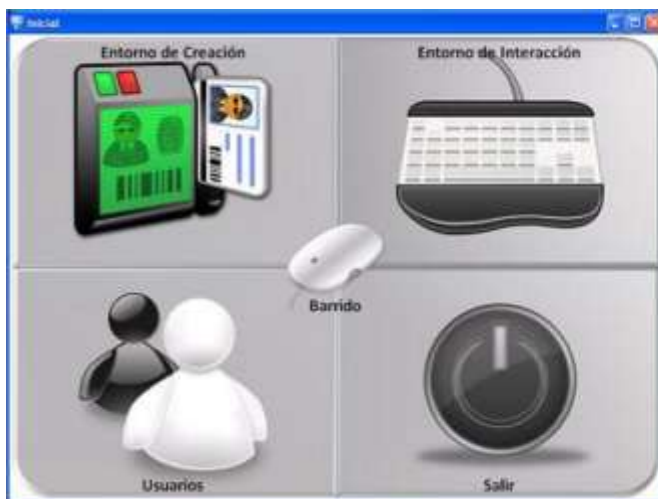 Inicial
Entorno de Creación
Entorno de Interacción
Barrido
Usuarios
Salir